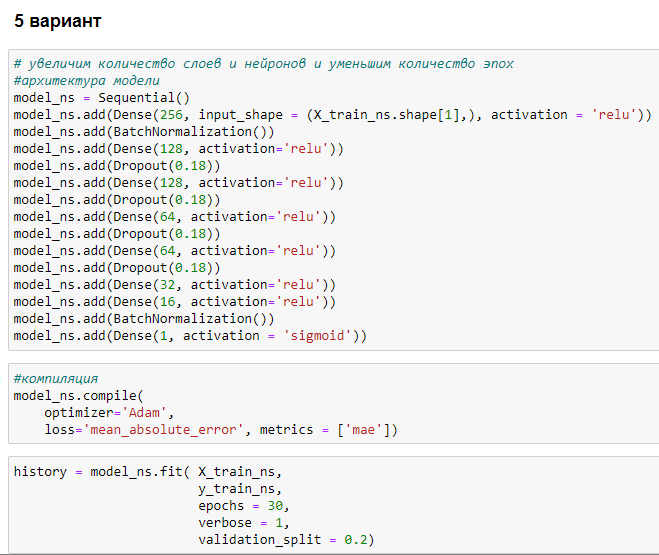 5 вариант
# увеличим количество слоев и нейронов и уменьшим количество эпох
#архитектура модели
model_ns = Sequential()
model_ns.add(Dense(256, input_shape = (X_train_ns.shape[1],), activation = 'relu'))
model_ns.add(BatchNormalization())
model_ns.add(Dense(128, activation='relu'))
model_ns.add(Dropout(0.18))
model_ns.add(Dense(128, activation='relu'))
model_ns.add(Dropout(0.18))
model_ns.add(Dense(64, activation='relu'))
model_ns.add(Dropout(0.18))
model_ns.add(Dense(64, activation='relu'))
model_ns.add(Dropout(0.18))
model_ns.add(Dense(32, activation='relu'))
model_ns.add(Dense(16, activation='relu'))
model_ns.add(BatchNormalization())
model_ns.add(Dense(1, activation = 'sigmoid'))
#компиляция
model_ns.compile(
    optimizer='Adam',
    loss='mean_absolute_error', metrics = ['mae'])
history = model_ns.fit( X_train_ns,
                        y_train_ns,
                        epochs = 30,
                        verbose = 1,
                        validation_split = 0.2)